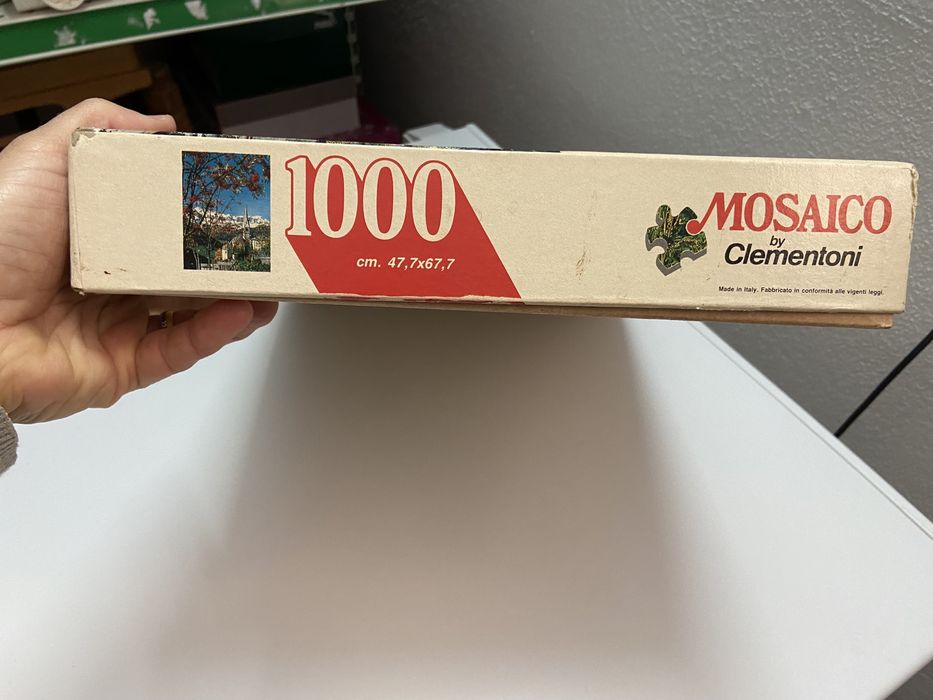 1000
cm. 47,7x67,7
MOSAICO
by
Clementoni
Made in Italy. Fabbricato in conformità alle vigenti leggi.